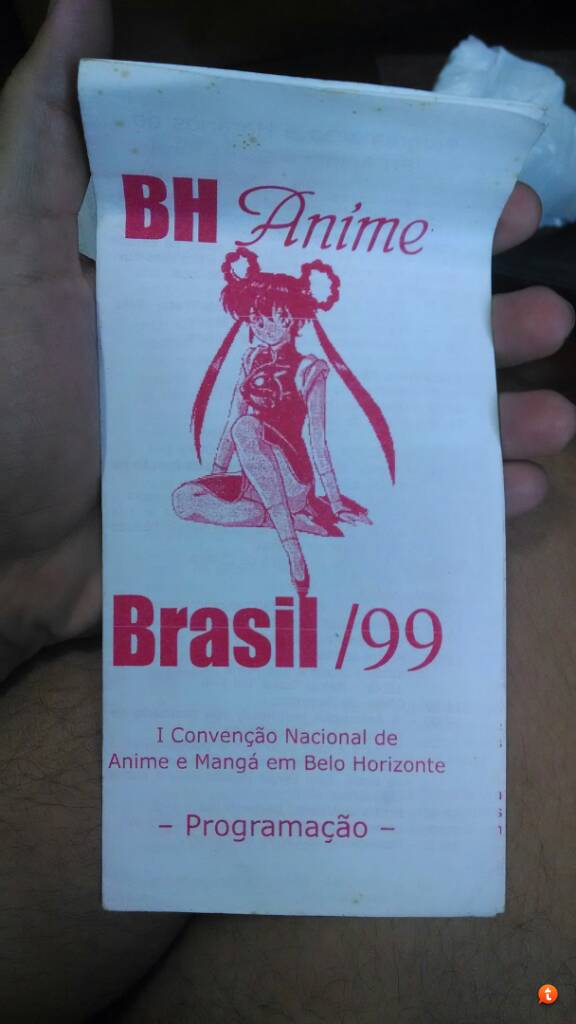 BH Anime
Brasil /99
I Convenção Nacional de
Anime e Mangá em Belo Horizonte
– Programação –
t